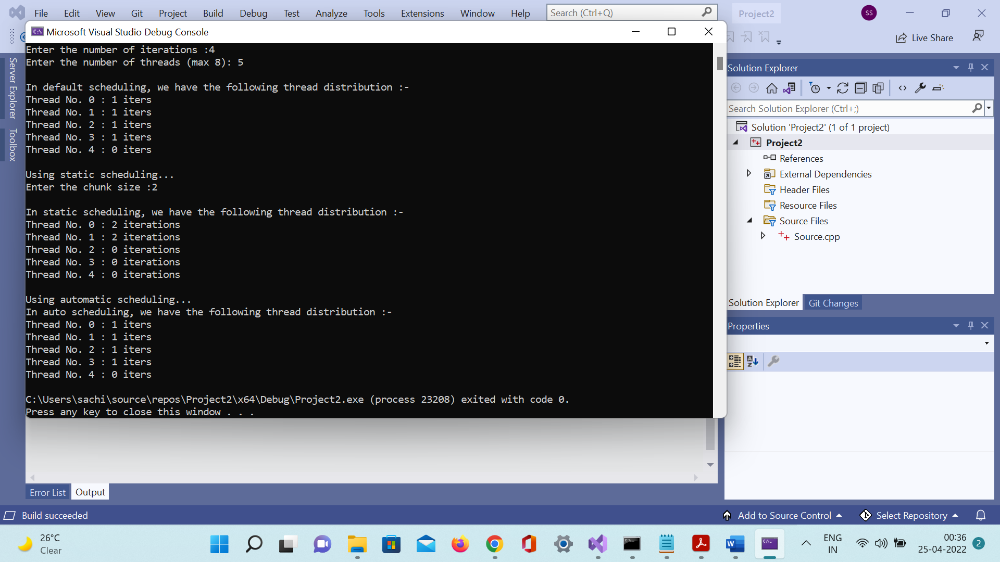 File Edit View Git Project Build Debug Test Analyze Tools Extensions Window Help Search (Ctrl+Q) Project2 SS
Live Share
Microsoft Visual Studio Debug Console
Enter the number of iterations :4
Enter the number of threads (max 8): 5
In default scheduling, we have the following thread distribution :-
Thread No. 0 : 1 iters
Thread No. 1 : 1 iters
Thread No. 2 : 1 iters
Thread No. 3 : 1 iters
Thread No. 4 : 0 iters
Using static scheduling...
Enter the chunk size :2
In static scheduling, we have the following thread distribution :-
Thread No. 0 : 2 iterations
Thread No. 1 : 2 iterations
Thread No. 2 : 0 iterations
Thread No. 3 : 0 iterations
Thread No. 4 : 0 iterations
Using automatic scheduling...
In auto scheduling, we have the following thread distribution :-
Thread No. 0 : 1 iters
Thread No. 1 : 1 iters
Thread No. 2 : 1 iters
Thread No. 3 : 1 iters
Thread No. 4 : 0 iters
C:\Users\sachi\source\repos\Project2\x64\Debug\Project2.exe (process 23208) exited with code 0.
Press any key to close this window . . .
Server Explorer
Toolbox
Solution Explorer
Search Solution Explorer (Ctrl+;)
Solution 'Project2' (1 of 1 project)
Project2
References
External Dependencies
Header Files
Resource Files
Source Files
Source.cpp
Solution Explorer Git Changes
Properties
Error List Output
Build succeeded
Add to Source Control Select Repository
26°C
Clear
ENG
IN
00:36
25-04-2022
2